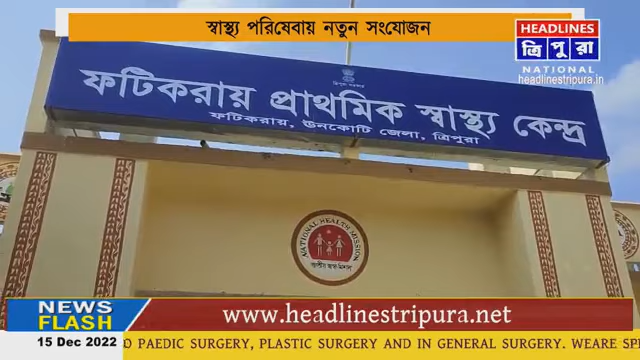 স্বাস্থ্য পরিষেবায় নতুন সংযোজন
HEADLINES
ত্রিপুরা
NATIONAL
headlinestripura.in
ফটিকরায় প্রাথমিক স্বাস্থ্য কেন্দ্র
ফটিকরায়, ঊনকোটি জেলা, ত্রিপুরা
NATIONAL HEALTH MISSION
NEWS
FLASH
www.headlinestripura.net
15 Dec 2022
O PAEDIC SURGERY, PLASTIC SURGERY AND IN GENERAL SURGERY. WEARE SPE